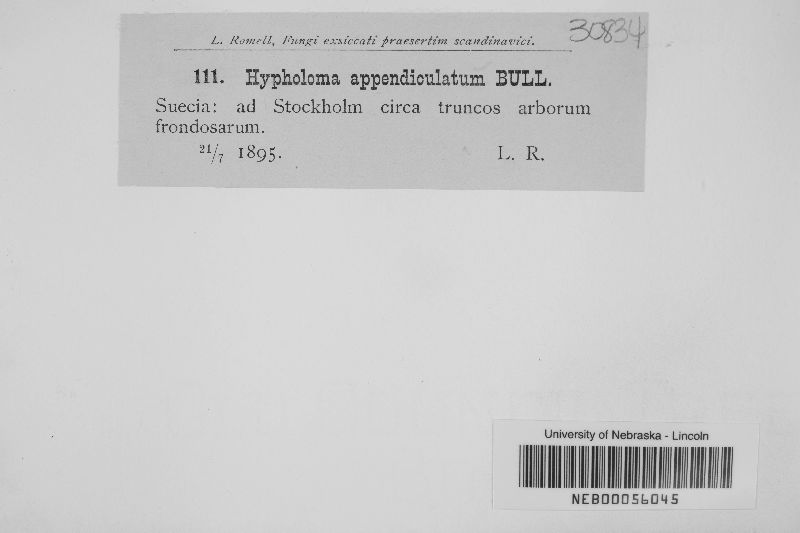 L. Romell, Fungi exsiccati praesertim scandinavici.
30834
111. Hypholoma appendiculatum BULL.
Suecia: ad Stockholm circa truncos arborum
frondosarum.
21/7 1895. L. R.
University of Nebraska - Lincoln
NEB00056045